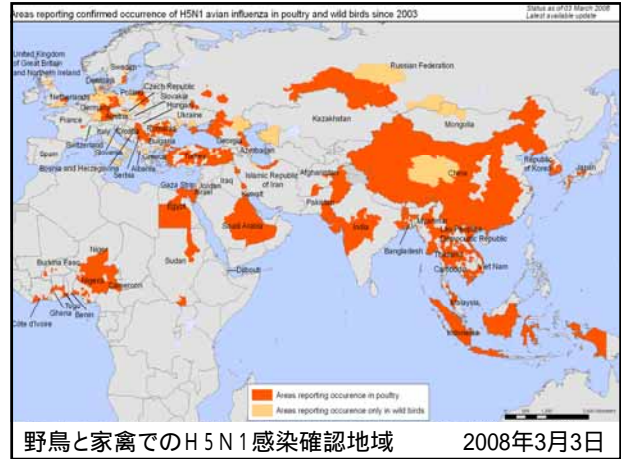 Areas reporting confirmed occurrence of H5N1 avian influenza in poultry and wild birds since 2003
Status as of 03 March 2008
Latest available update
United Kingdom
of Great Britain
and Northern Ireland
Sweden
Denmark
Russian Federation
Netherlands
Poland
Czech Republic
Germany
Slovakia
Hungary
Ukraine
France
Austria
Kazakhstan
Mongolia
Italy
Croatia
Romania
Switzerland
Bulgaria
Georgia
Slovenia
Azerbaijan
Spain
Greece
Turkey
Bosnia and Herzegovina
Albania
Serbia
Republic
of Korea
Japan
China
Iraq
Islamic Republic
of Iran
Afghanistan
Gaza Strip
Jordan
Israel
Kuwait
Pakistan
Egypt
Saudi Arabia
India
Myanmar
Lao People's
Democratic Republic
Bangladesh
Thailand
Niger
Sudan
Burkina Faso
Djibouti
Cambodia
Viet Nam
Nigeria
Cameroon
Malaysia
Togo
Ghana
Benin
Côte d'Ivoire
Indonesia
Areas reporting occurence in poultry
Areas reporting occurence only in wild birds
野鳥と家禽でのH5N1感染確認地域 2008年3月3日